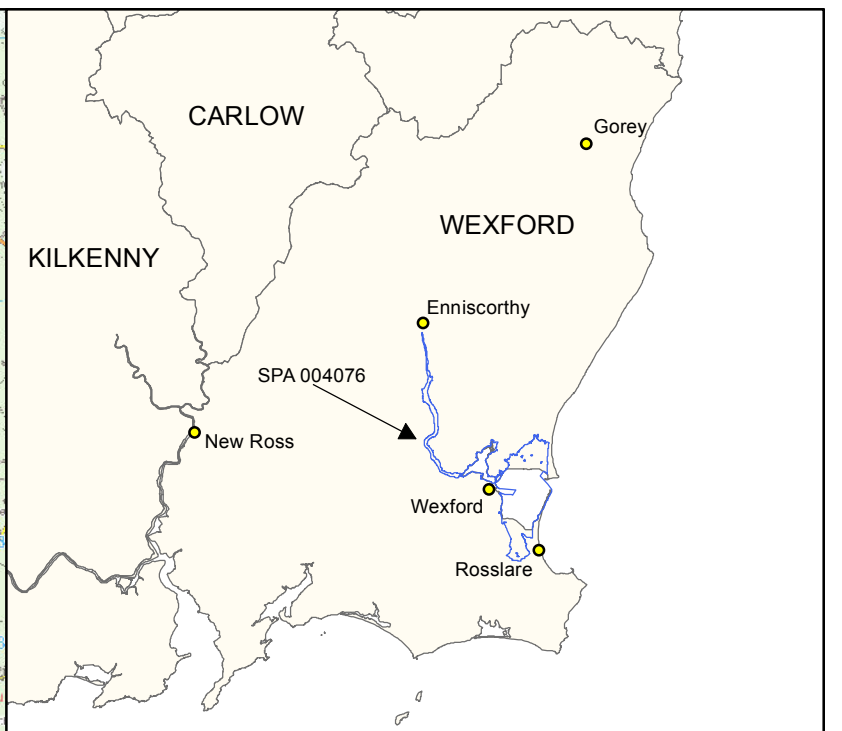 CARLOW
Gorey
WEXFORD
KILKENNY
Enniscorthy
SPA 004076
New Ross
Wexford
Rosslare